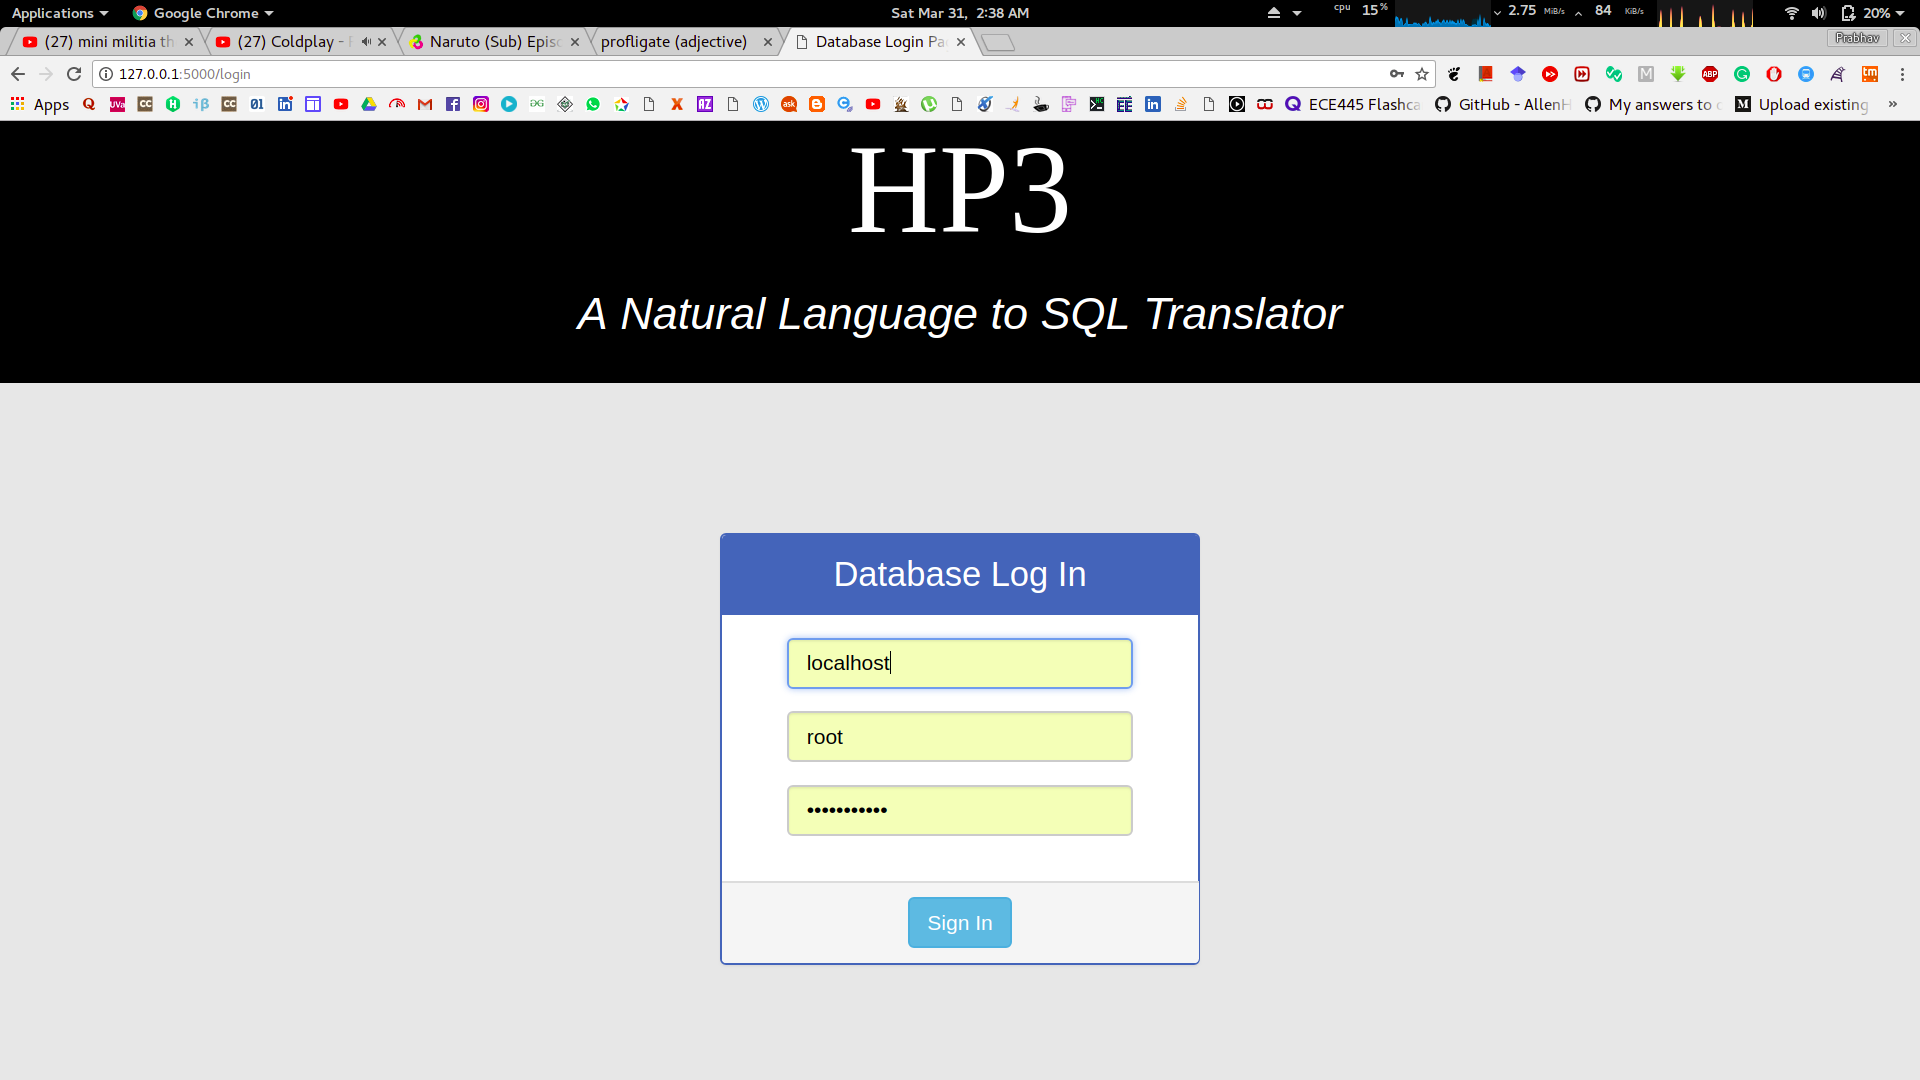 Applications
Google Chrome
Sat Mar 31, 2:38 AM
cpu 15 % 2.75 MiB/s 84 KiB/s 20%
(27) mini militia th
(27) Coldplay -
Naruto (Sub) Epis
profligate (adjective)
Database Login Pa
Prabhav
127.0.0.1:5000/login
Apps
ECE445 Flashca
GitHub - AllenH
My answers to
Upload existing
HP3
A Natural Language to SQL Translator
Database Log In
localhost
root
•••••••••••
Sign In